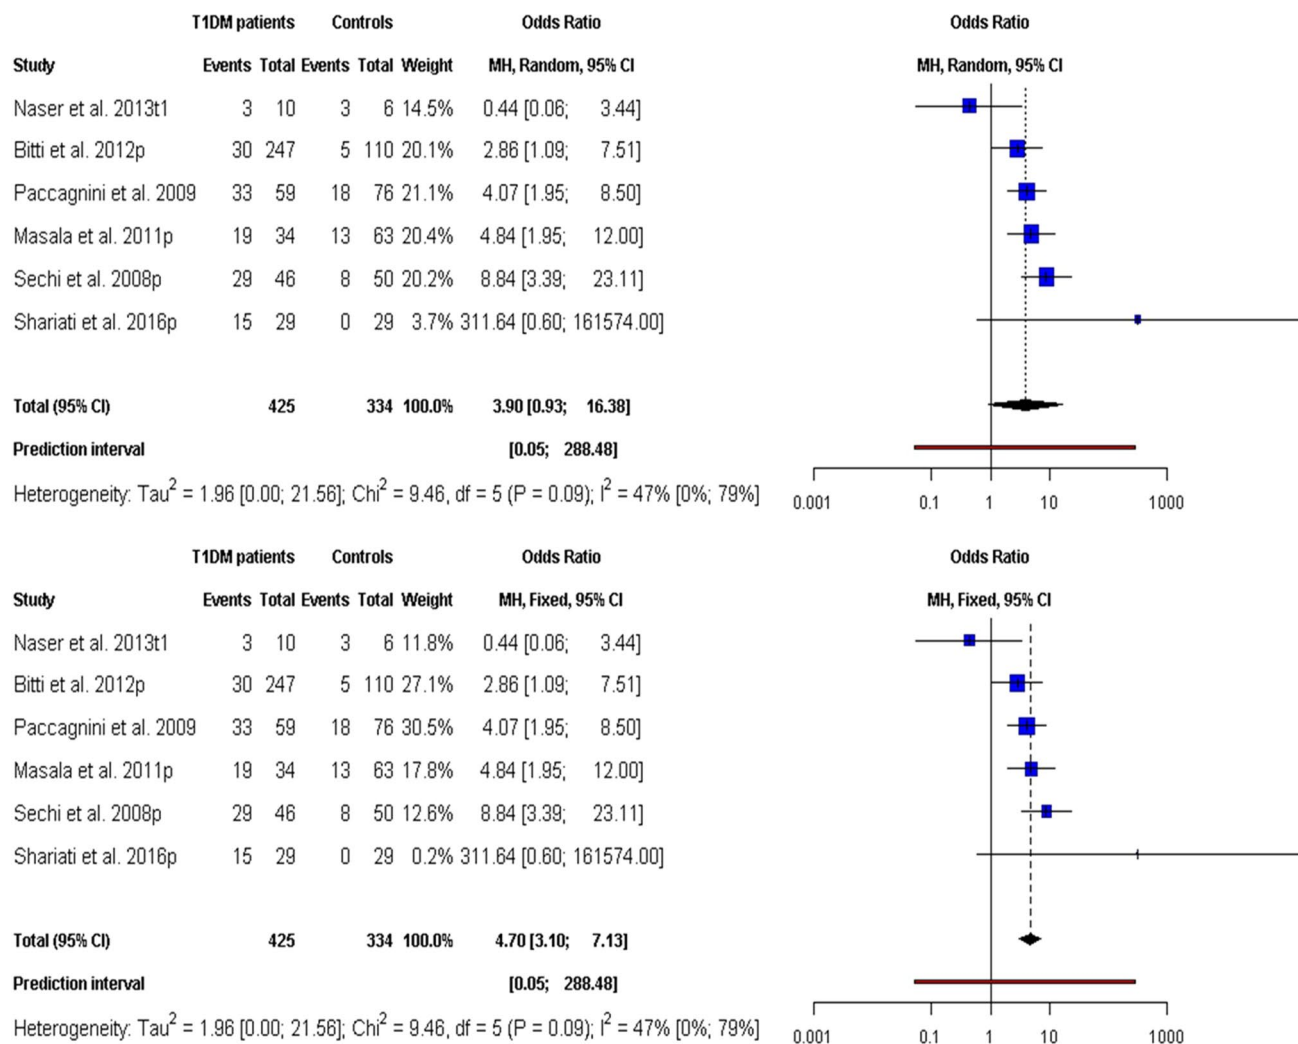 T1DM patients Controls Odds Ratio Odds Ratio
Study Events Total Events Total Weight MH, Random, 95% CI MH, Random, 95% CI
Naser et al. 2013t1 3 10 3 6 14.5% 0.44 [0.06; 3.44]
Bitti et al. 2012p 30 247 5 110 20.1% 2.86 [1.09; 7.51]
Paccagnini et al. 2009 33 59 18 76 21.1% 4.07 [1.95; 8.50]
Masala et al. 2011p 19 34 13 63 20.4% 4.84 [1.95; 12.00]
Sechi et al. 2008p 29 46 8 50 20.2% 8.84 [3.39; 23.11]
Shariati et al. 2016p 15 29 0 29 3.7% 311.64 [0.60; 161574.00]
Total (95% CI) 425 334 100.0% 3.90 [0.93; 16.38]
Prediction interval [0.05; 288.48]
Heterogeneity: Tau² = 1.96 [0.00; 21.56]; Chi² = 9.46, df = 5 (P = 0.09); I² = 47% [0%; 79%]
0.001 0.1 1 10 1000
T1DM patients Controls Odds Ratio Odds Ratio
Study Events Total Events Total Weight MH, Fixed, 95% CI MH, Fixed, 95% CI
Naser et al. 2013t1 3 10 3 6 11.8% 0.44 [0.06; 3.44]
Bitti et al. 2012p 30 247 5 110 27.1% 2.86 [1.09; 7.51]
Paccagnini et al. 2009 33 59 18 76 30.5% 4.07 [1.95; 8.50]
Masala et al. 2011p 19 34 13 63 17.8% 4.84 [1.95; 12.00]
Sechi et al. 2008p 29 46 8 50 12.6% 8.84 [3.39; 23.11]
Shariati et al. 2016p 15 29 0 29 0.2% 311.64 [0.60; 161574.00]
Total (95% CI) 425 334 100.0% 4.70 [3.10; 7.13]
Prediction interval [0.05; 288.48]
Heterogeneity: Tau² = 1.96 [0.00; 21.56]; Chi² = 9.46, df = 5 (P = 0.09); I² = 47% [0%; 79%]
0.001 0.1 1 10 1000